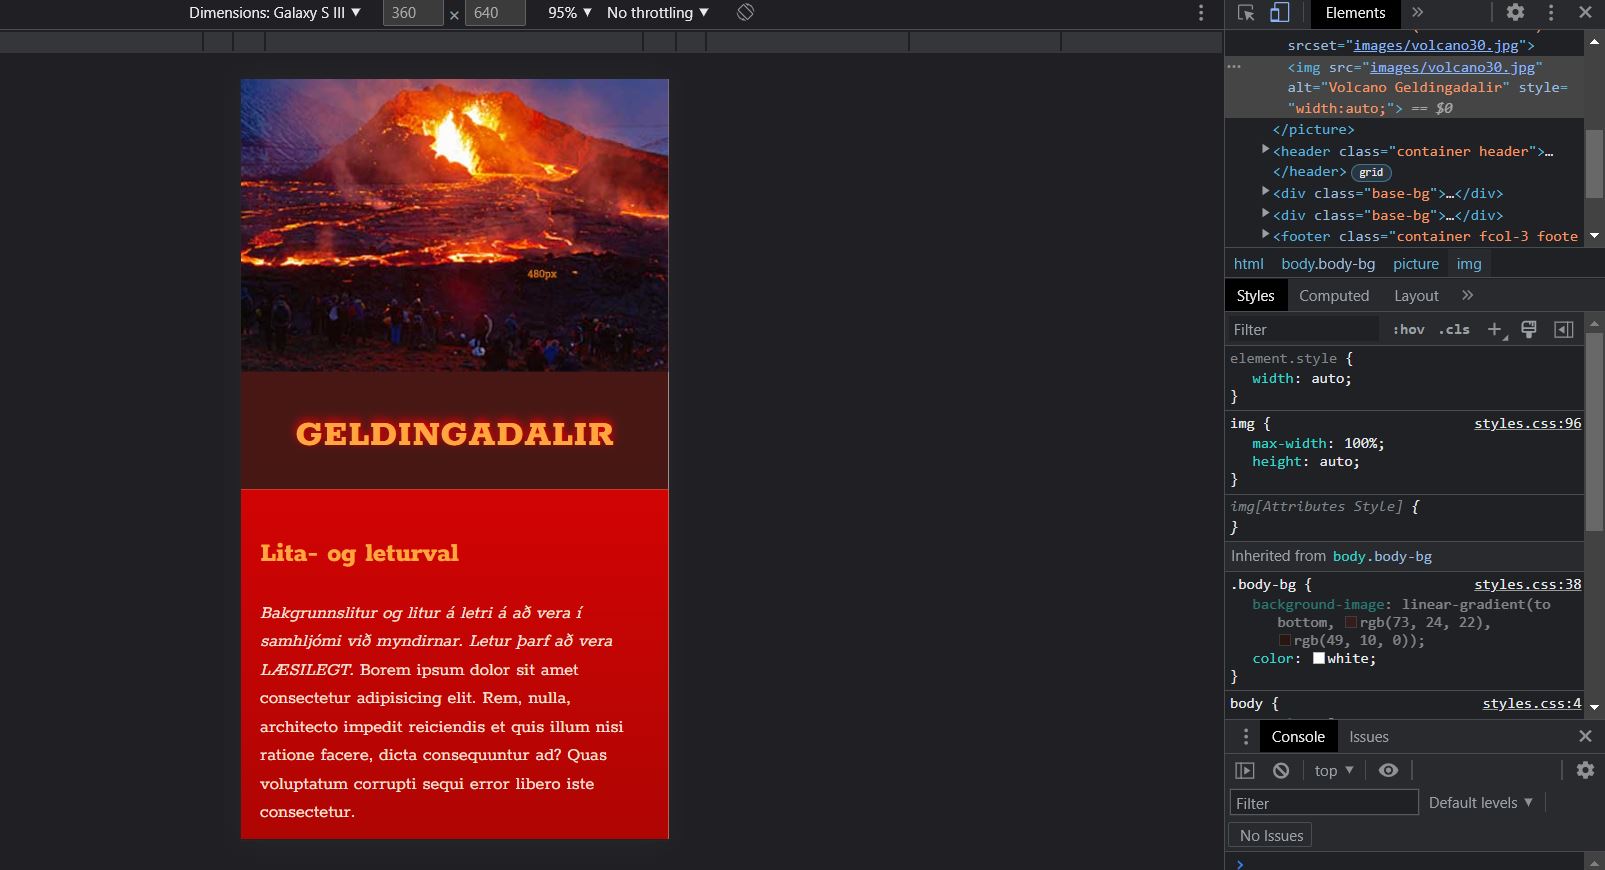 Dimensions: Galaxy S III ▼ 360 × 640 95% ▼ No throttling ▼
Elements »
srcset="images/volcano30.jpg">
<img src="images/volcano30.jpg"
alt="Volcano Geldingadalir" style=
"width:auto;"> == $0
</picture>
<header class="container header">…
</header> grid
<div class="base-bg">…</div>
<div class="base-bg">…</div>
<footer class="container fcol-3 foote
html body.body-bg picture img
Styles Computed Layout »
Filter :hov .cls +
element.style {
width: auto;
}
img { styles.css:96
max-width: 100%;
height: auto;
}
img[Attributes Style] {
}
Inherited from body.body-bg
.body-bg { styles.css:38
background-image: linear-gradient(to
bottom, rgb(73, 24, 22),
rgb(49, 10, 0));
color: white;
}
body { styles.css:4
Console Issues
top ▼
Filter Default levels ▼
No Issues
480px
GELDINGADALIR
Lita- og leturval
Bakgrunnslitur og litur á letri á að vera í
samhljómi við myndirnar. Letur þarf að vera
LÆSILEGT. Borem ipsum dolor sit amet
consectetur adipisicing elit. Rem, nulla,
architecto impedit reiciendis et quis illum nisi
ratione facere, dicta consequuntur ad? Quas
voluptatum corrupti sequi error libero iste
consectetur.